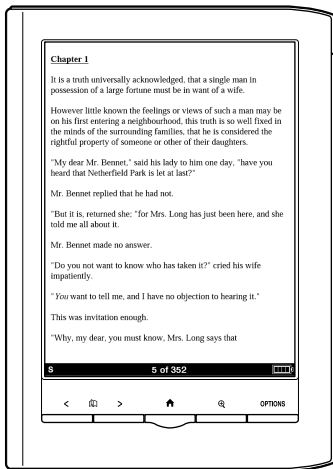 Chapter 1
It is a truth universally acknowledged, that a single man in
possession of a large fortune must be in want of a wife.
However little known the feelings or views of such a man may be
on his first entering a neighbourhood, this truth is so well fixed in
the minds of the surrounding families, that he is considered the
rightful property of someone or other of their daughters.
"My dear Mr. Bennet," said his lady to him one day, "have you
heard that Netherfield Park is let at last?"
Mr. Bennet replied that he had not.
"But it is, returned she; "for Mrs. Long has just been here, and she
told me all about it.
Mr. Bennet made no answer.
"Do you not want to know who has taken it?" cried his wife
impatiently.
"You want to tell me, and I have no objection to hearing it."
This was invitation enough.
"Why, my dear, you must know, Mrs. Long says that
S 5 of 352
< > OPTIONS